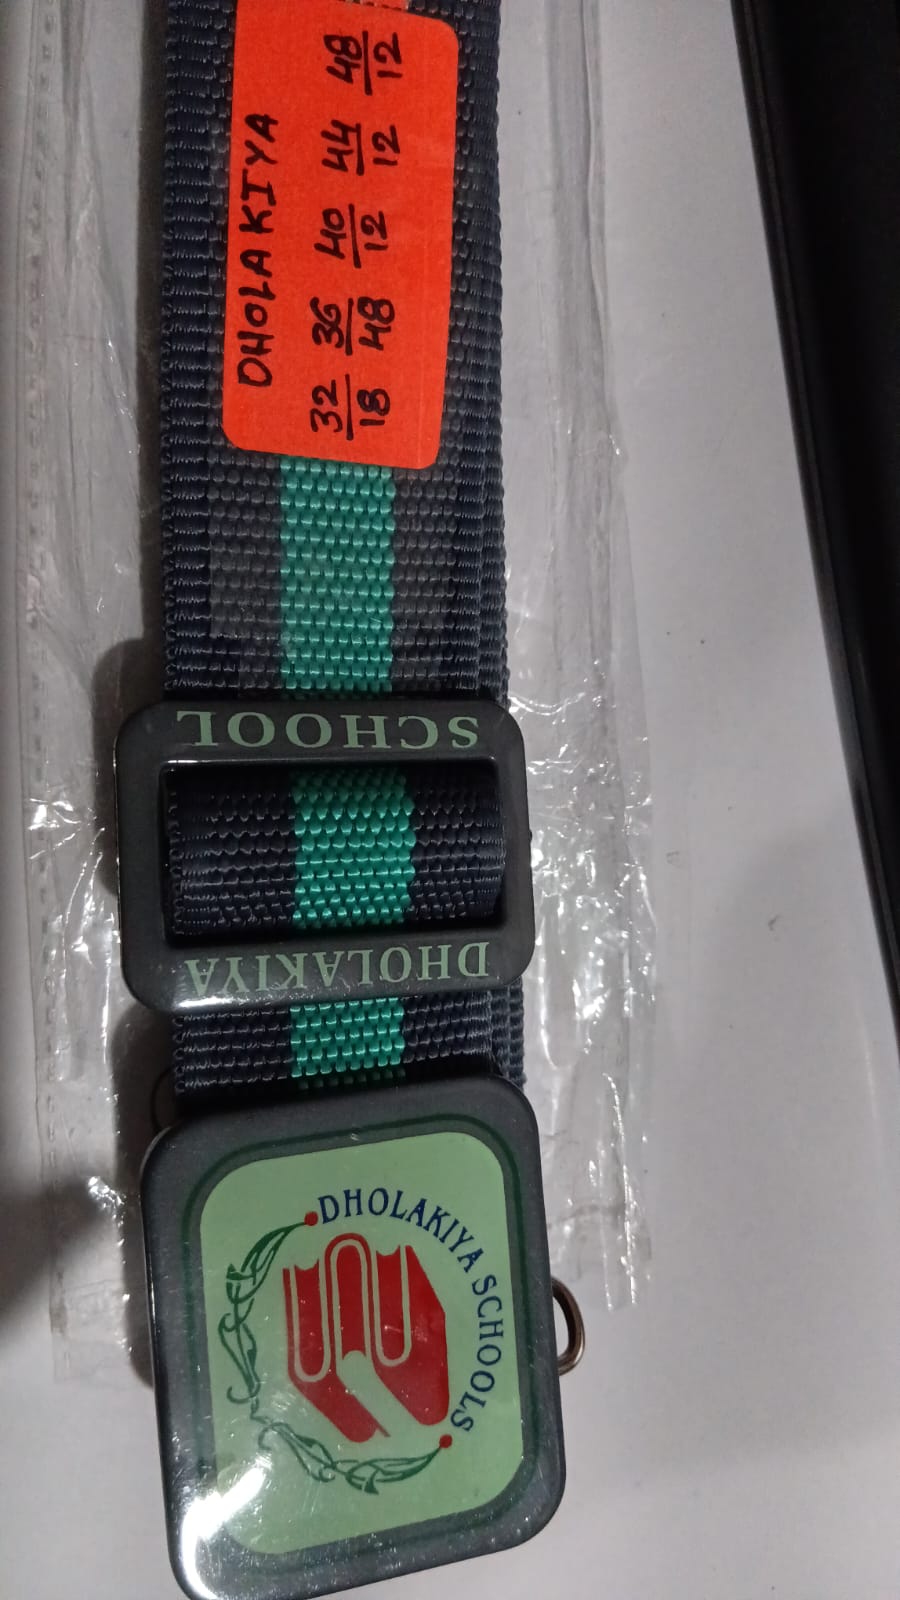 DHOLAKIYA
32/18 36/48 40/12 44/12 48/12
SCHOOL
DHOLAKIYA
DHOLAKIYA SCHOOLS